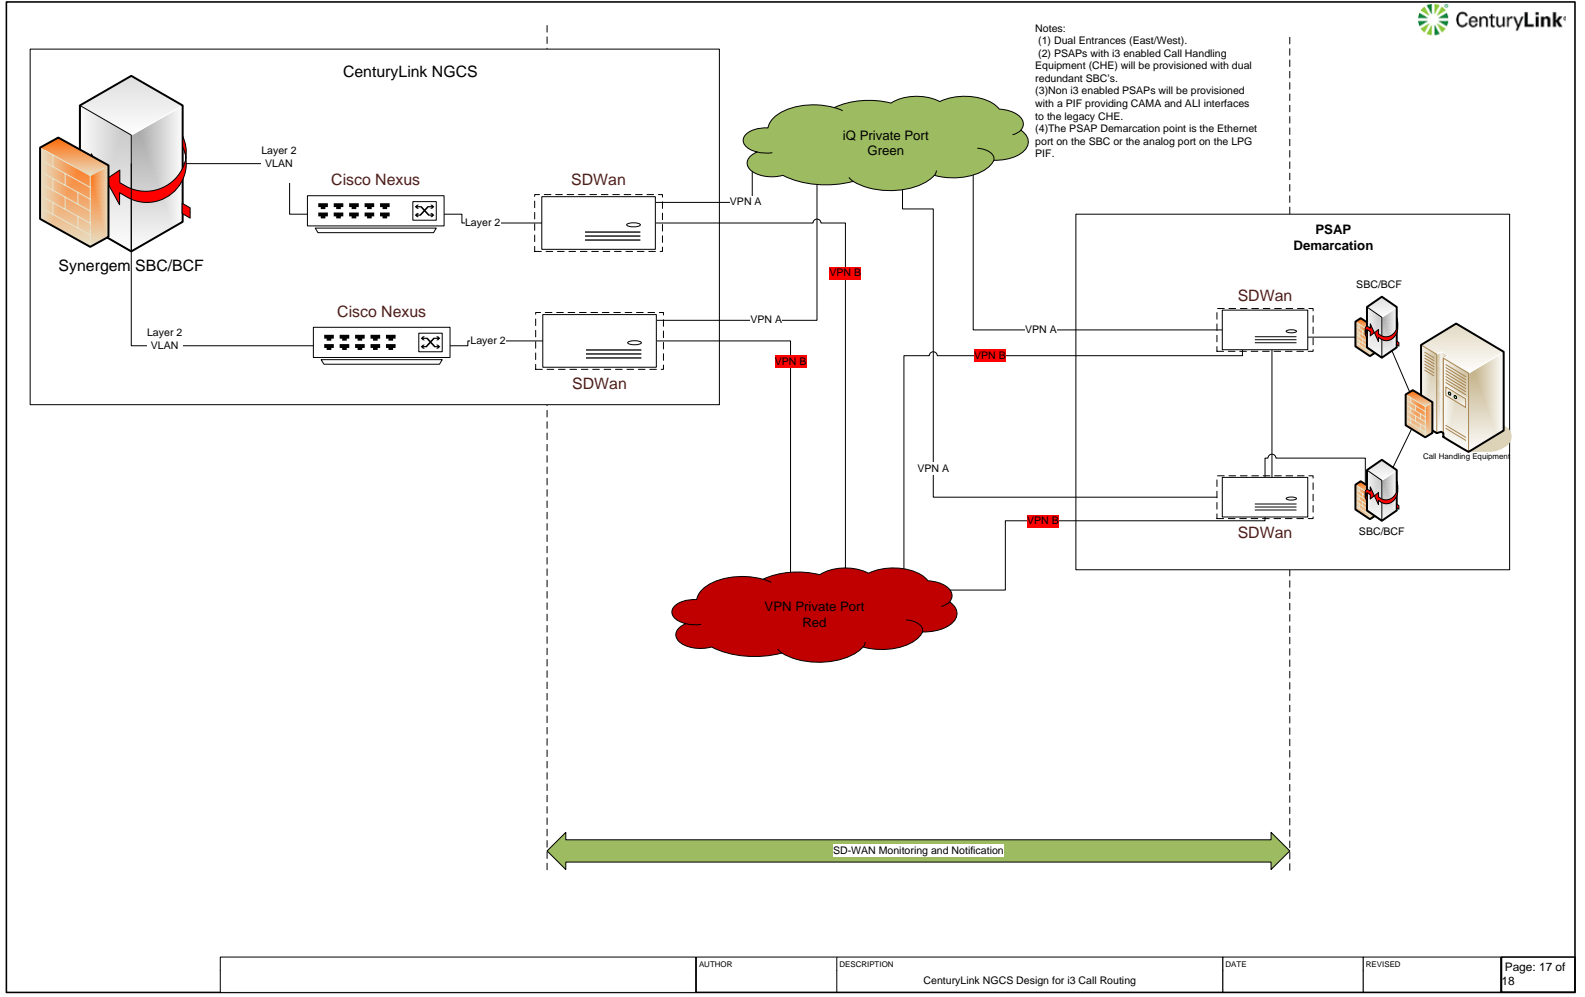 CenturyLink
Notes:
(1) Dual Entrances (East/West).
(2) PSAPs with i3 enabled Call Handling
Equipment (CHE) will be provisioned with dual
redundant SBC's.
(3)Non i3 enabled PSAPs will be provisioned
with a PIF providing CAMA and ALI interfaces
to the legacy CHE.
(4)The PSAP Demarcation point is the Ethernet
port on the SBC or the analog port on the LPG
PIF.
CenturyLink NGCS
Synergem SBC/BCF
Layer 2
VLAN
Cisco Nexus
Layer 2
SDWan
VPN A
VPN B
Layer 2
VLAN
Cisco Nexus
Layer 2
SDWan
VPN A
VPN B
iQ Private Port
Green
VPN A
VPN B
VPN A
VPN B
VPN Private Port
Red
PSAP
Demarcation
SDWan
SBC/BCF
Call Handling Equipment
SDWan
SBC/BCF
SD-WAN Monitoring and Notification
AUTHOR
DESCRIPTION
CenturyLink NGCS Design for i3 Call Routing
DATE
REVISED
Page: 17 of
18